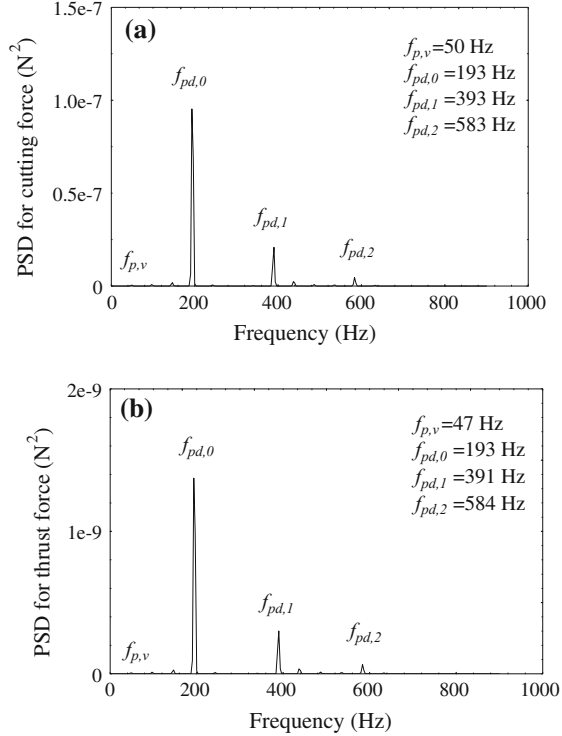 (a)
1.5e-7
1.0e-7
0.5e-7
0
PSD for cutting force (N²)
f_{p,v}=50 Hz
f_{pd,0}=193 Hz
f_{pd,1}=393 Hz
f_{pd,2}=583 Hz
f_{pd,0}
f_{pd,1}
f_{pd,2}
f_{p,v}
0 200 400 600 800 1000
Frequency (Hz)
(b)
2e-9
1e-9
0
PSD for thrust force (N²)
f_{p,v}=47 Hz
f_{pd,0}=193 Hz
f_{pd,1}=391 Hz
f_{pd,2}=584 Hz
f_{pd,0}
f_{pd,1}
f_{pd,2}
f_{p,v}
0 200 400 600 800 1000
Frequency (Hz)